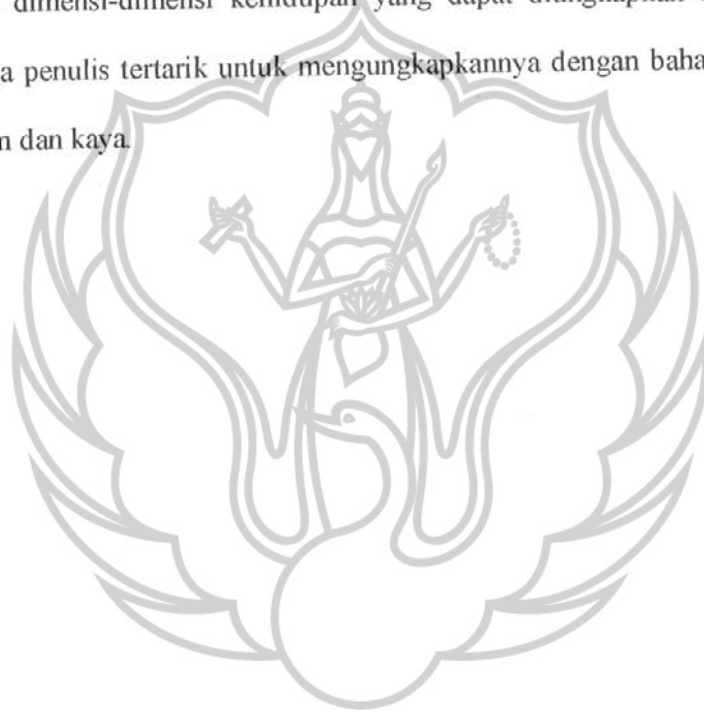 dimensi-dimensi kehidupan yang dapat diungkapkan
a penulis tertarik untuk mengungkapkannya dengan baha
n dan kaya.